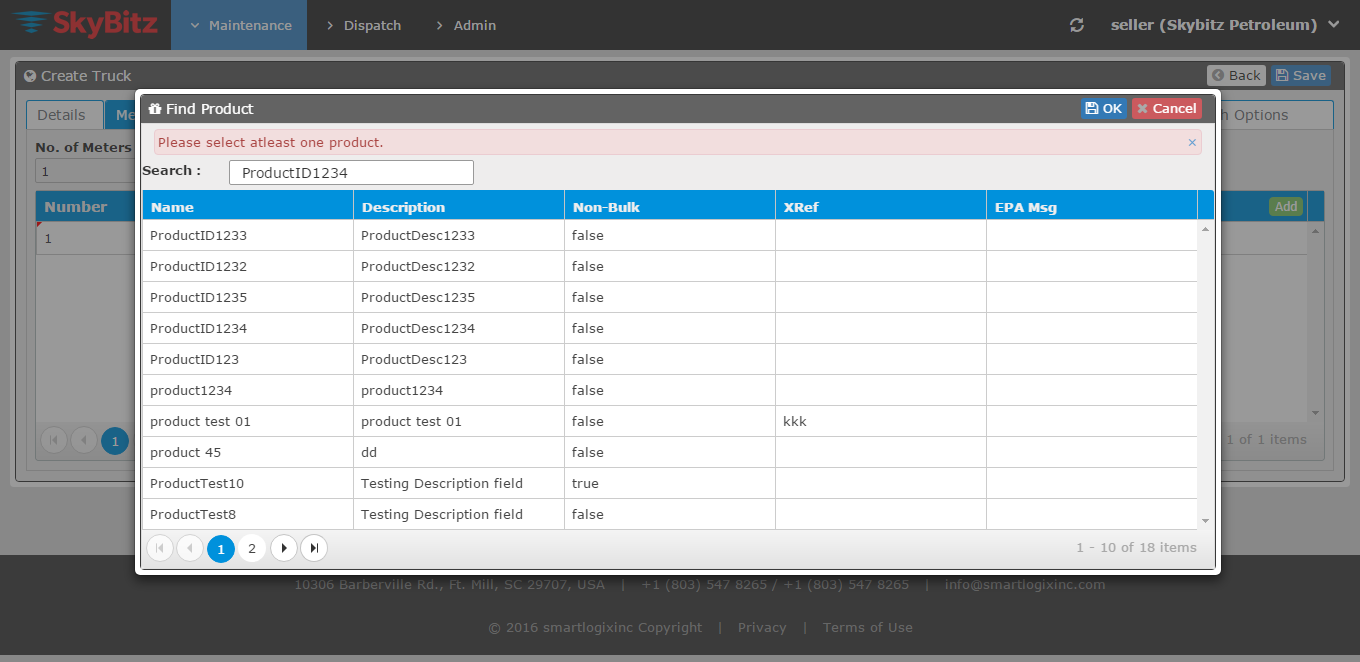 SkyBitz Maintenance Dispatch Admin seller (Skybitz Petroleum)
Create Truck Back Save
Find Product OK Cancel
Details Me h Options
Please select atleast one product. ×
No. of Meters
Search : ProductID1234
1
Number Add
Name Description Non-Bulk XRef EPA Msg
1
ProductID1233 ProductDesc1233 false
ProductID1232 ProductDesc1232 false
ProductID1235 ProductDesc1235 false
ProductID1234 ProductDesc1234 false
ProductID123 ProductDesc123 false
product1234 product1234 false
product test 01 product test 01 false kkk
1 1 of 1 items
product 45 dd false
ProductTest10 Testing Description field true
ProductTest8 Testing Description field false
1 2 1 - 10 of 18 items
10306 Barberville Rd., Ft. Mill, SC 29707, USA | +1 (803) 547 8265 / +1 (803) 547 8265 | info@smartlogixinc.com
© 2016 smartlogixinc Copyright | Privacy | Terms of Use